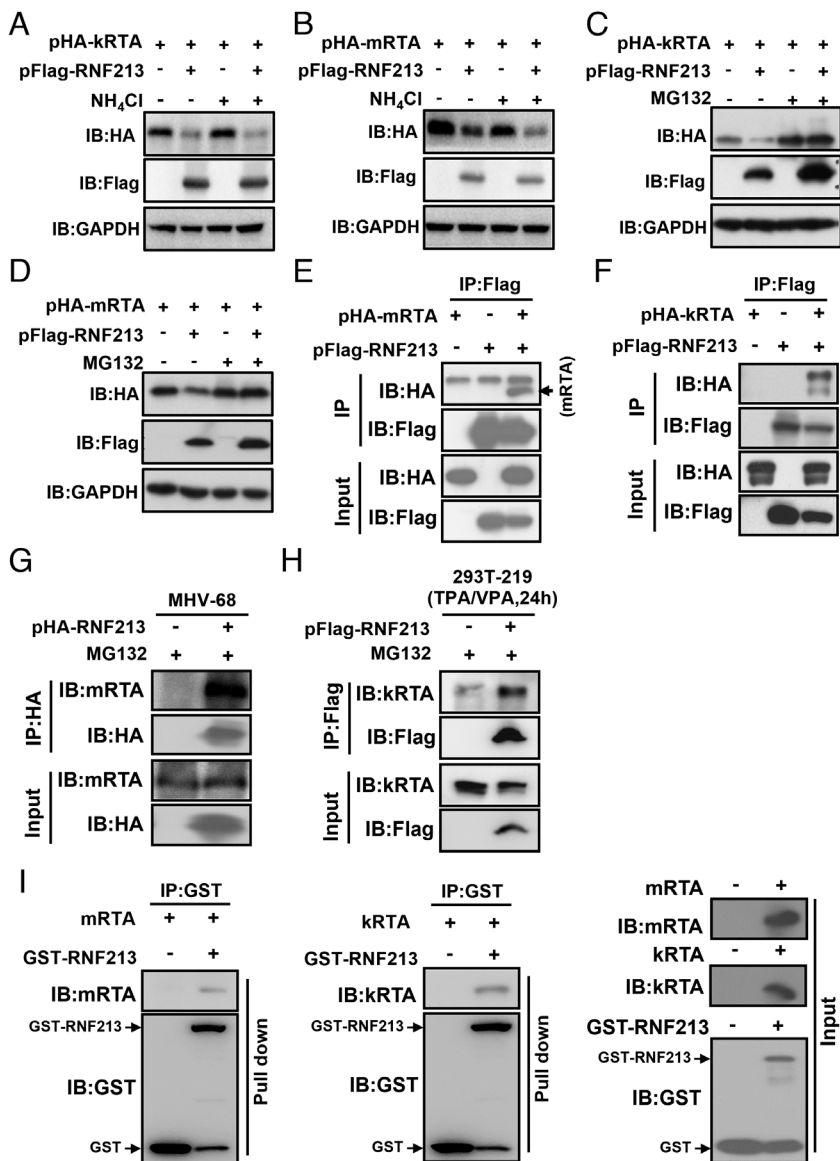 A
pHA-kRTA + + + +
pFlag-RNF213 - + - +
NH₄Cl - - + +
IB:HA
IB:Flag
IB:GAPDH
B
pHA-mRTA + + + +
pFlag-RNF213 - + - +
NH₄Cl - - + +
IB:HA
IB:Flag
IB:GAPDH
C
pHA-kRTA + + + +
pFlag-RNF213 - + - +
MG132 - - + +
IB:HA
IB:Flag
IB:GAPDH
D
pHA-mRTA + + + +
pFlag-RNF213 - + - +
MG132 - - + +
IB:HA
IB:Flag
IB:GAPDH
E
IP:Flag
pHA-mRTA + - +
pFlag-RNF213 - + +
IP
IB:HA
(mRTA)
IB:Flag
Input
IB:HA
IB:Flag
F
IP:Flag
pHA-kRTA + - +
pFlag-RNF213 - + +
IP
IB:HA
IB:Flag
Input
IB:HA
IB:Flag
G
MHV-68
pHA-RNF213 - +
MG132 + +
IP:HA
IB:mRTA
IB:HA
Input
IB:mRTA
IB:HA
H
293T-219
(TPA/VPA,24h)
pFlag-RNF213 - +
MG132 + +
IP:Flag
IB:kRTA
IB:Flag
Input
IB:kRTA
IB:Flag
I
IP:GST
mRTA + +
GST-RNF213 - +
IB:mRTA
GST-RNF213
IB:GST
GST
Pull down
IP:GST
kRTA + +
GST-RNF213 - +
IB:kRTA
GST-RNF213
IB:GST
GST
Pull down
mRTA - +
IB:mRTA
kRTA - +
IB:kRTA
GST-RNF213 - +
GST-RNF213
IB:GST
GST
Input